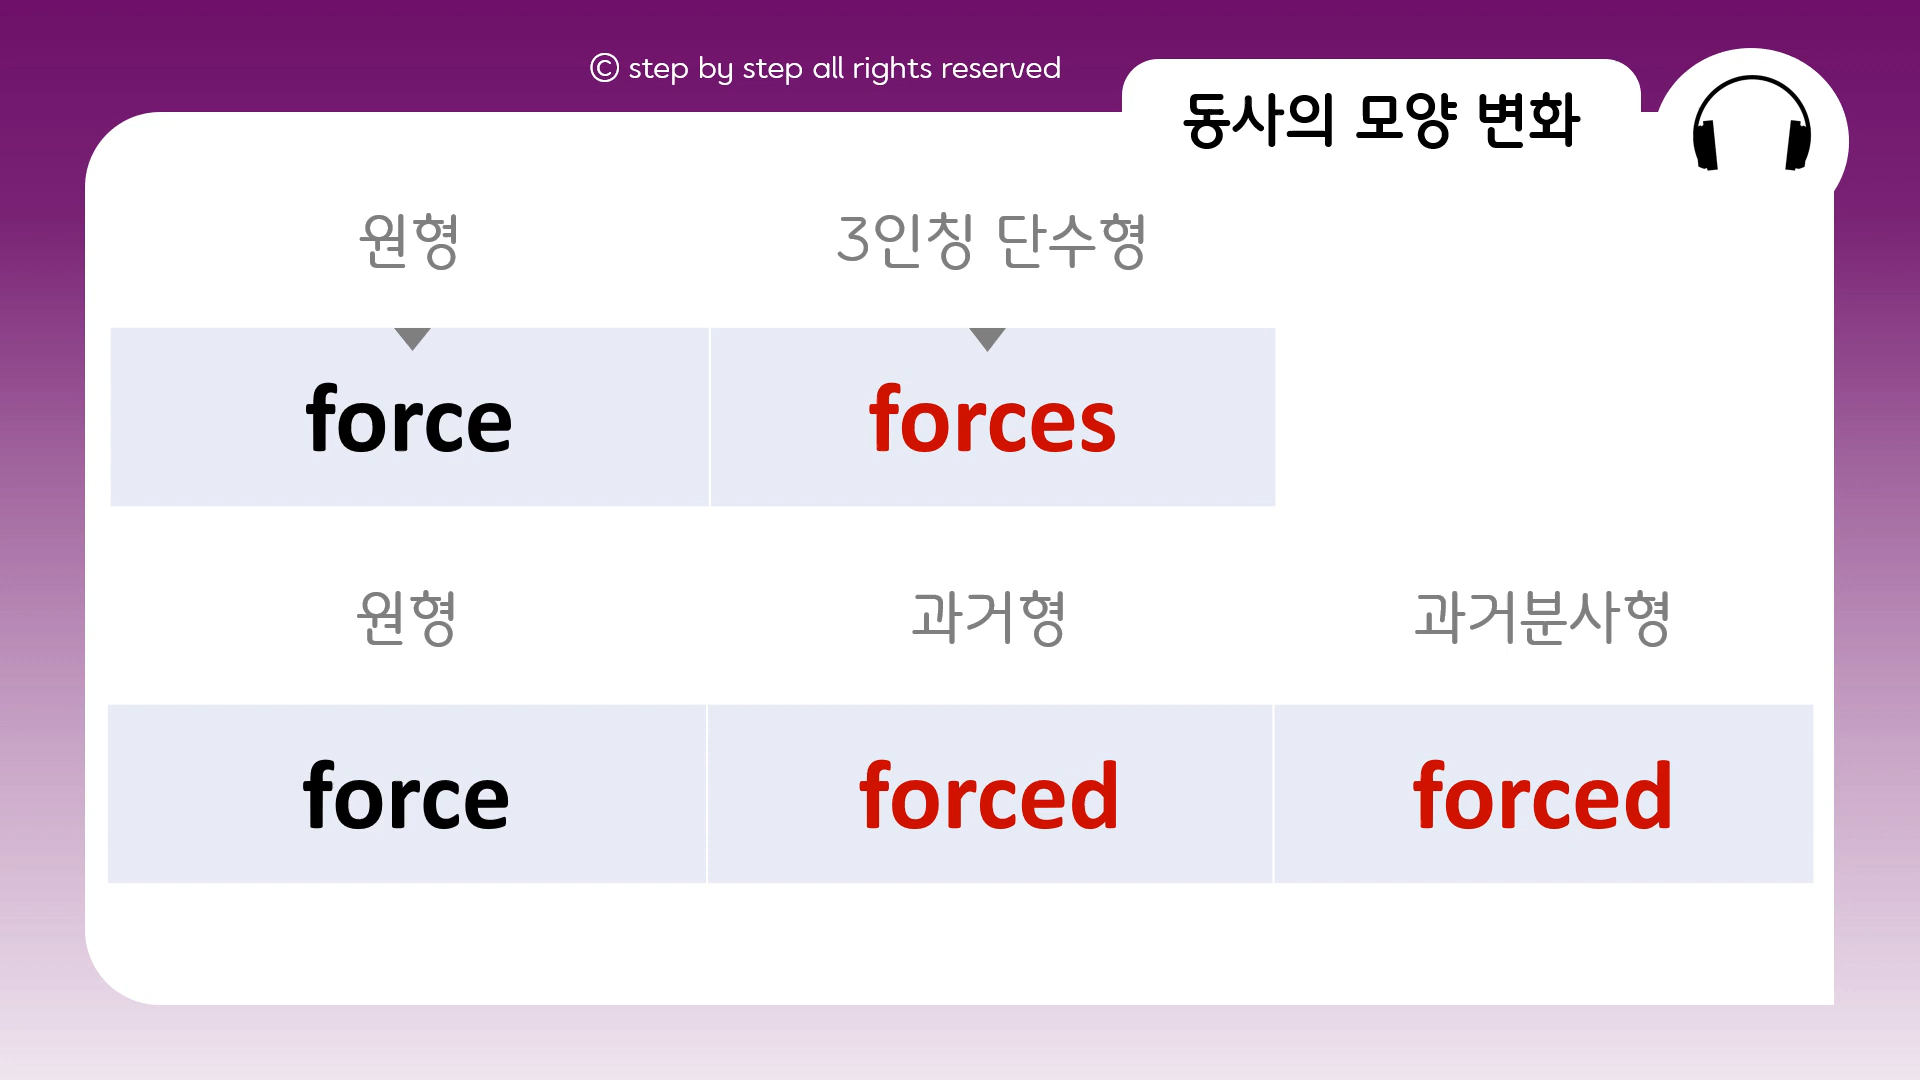 © step by step all rights reserved
동사의 모양 변화
원형 3인칭 단수형
force forces
원형 과거형 과거분사형
force forced forced